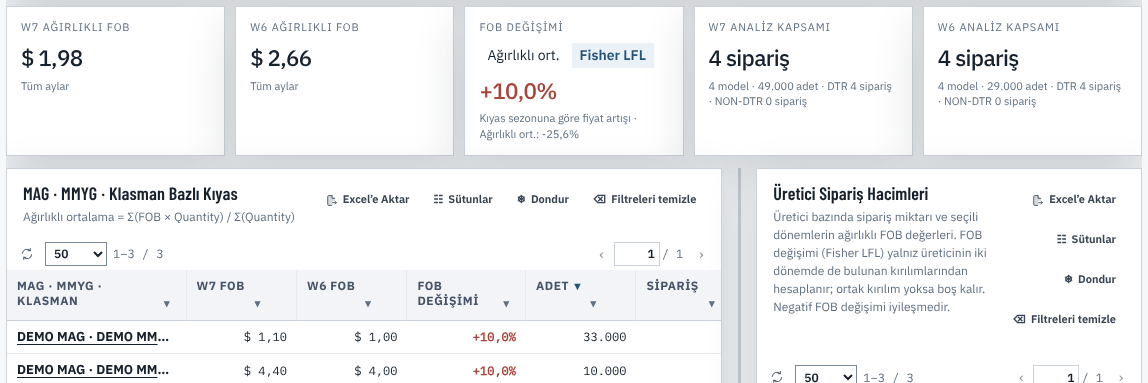 W7 AĞIRLIKLI FOB
$ 1,98
Tüm aylar
W6 AĞIRLIKLI FOB
$ 2,66
Tüm aylar
FOB DEĞİŞİMİ
Ağırlıklı ort. Fisher LFL
+10,0%
Kıyas sezonuna göre fiyat artışı ·
Ağırlıklı ort.: -25,6%
W7 ANALİZ KAPSAMI
4 sipariş
4 model · 49.000 adet · DTR 4 sipariş
· NON-DTR 0 sipariş
W6 ANALİZ KAPSAMI
4 sipariş
4 model · 29.000 adet · DTR 4 sipariş
· NON-DTR 0 sipariş
MAG · MMYG · Klasman Bazlı Kıyas
Ağırlıklı ortalama = Σ(FOB × Quantity) / Σ(Quantity)
Excel'e Aktar Sütunlar Dondur Filtreleri temizle
50 1–3 / 3 ‹ 1 / 1 ›
MAG · MMYG · KLASMAN W7 FOB W6 FOB FOB DEĞİŞİMİ ADET ▼ SİPARİŞ
DEMO MAG · DEMO MM... $ 1,10 $ 1,00 +10,0% 33.000
DEMO MAG · DEMO MM... $ 4,40 $ 4,00 +10,0% 10.000
Üretici Sipariş Hacimleri
Üretici bazında sipariş miktarı ve seçili
dönemlerin ağırlıklı FOB değerleri. FOB
değişimi (Fisher LFL) yalnız üreticinin iki
dönemde de bulunan kırılımlarından
hesaplanır; ortak kırılım yoksa boş kalır.
Negatif FOB değişimi iyileşmedir.
Excel'e Aktar
Sütunlar
Dondur
Filtreleri temizle
50 1–3 / 3 ‹ 1 / 1 ›